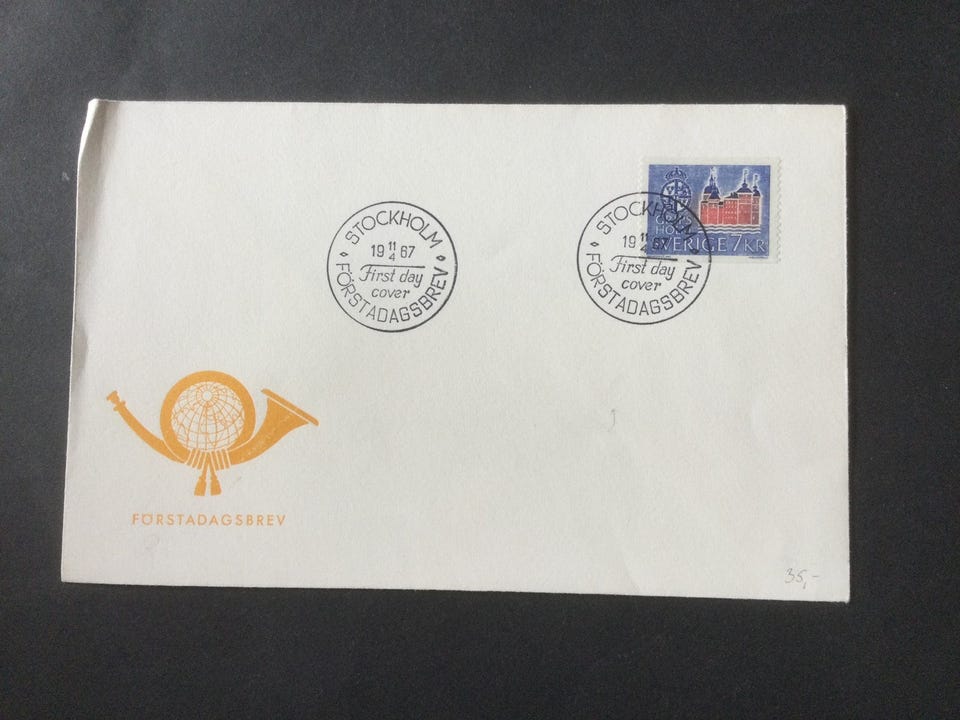 STOCKHOLM
19 11/4 67
First day
cover
FÖRSTADAGSBREV
STOCKHOLM
19 11/4 67
First day
cover
FÖRSTADAGSBREV
SVERIGE 7KR
FÖRSTADAGSBREV
35,-